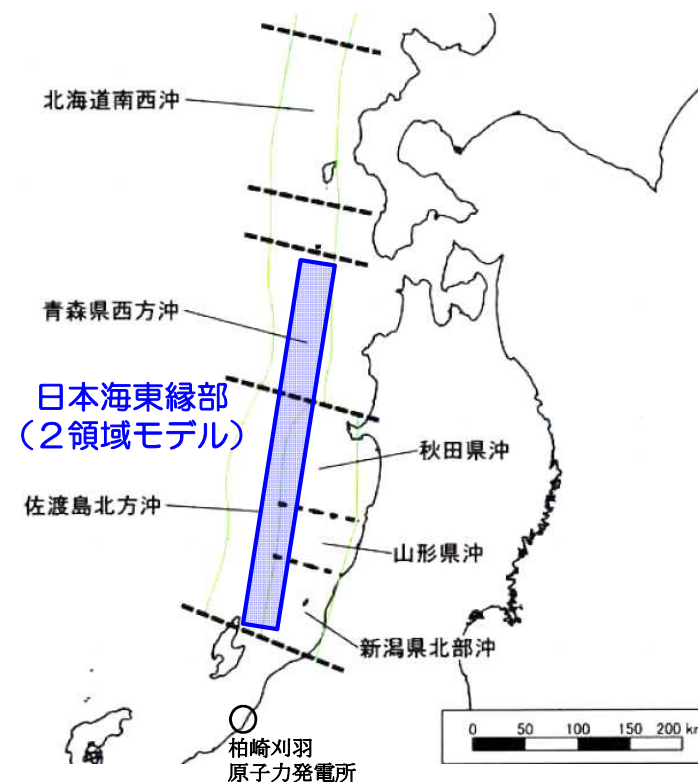 北海道南西沖
青森県西方沖
日本海東縁部
（２領域モデル）
秋田県沖
佐渡島北方沖
山形県沖
新潟県北部沖
0 50 100 150 200 km
柏崎刈羽
原子力発電所